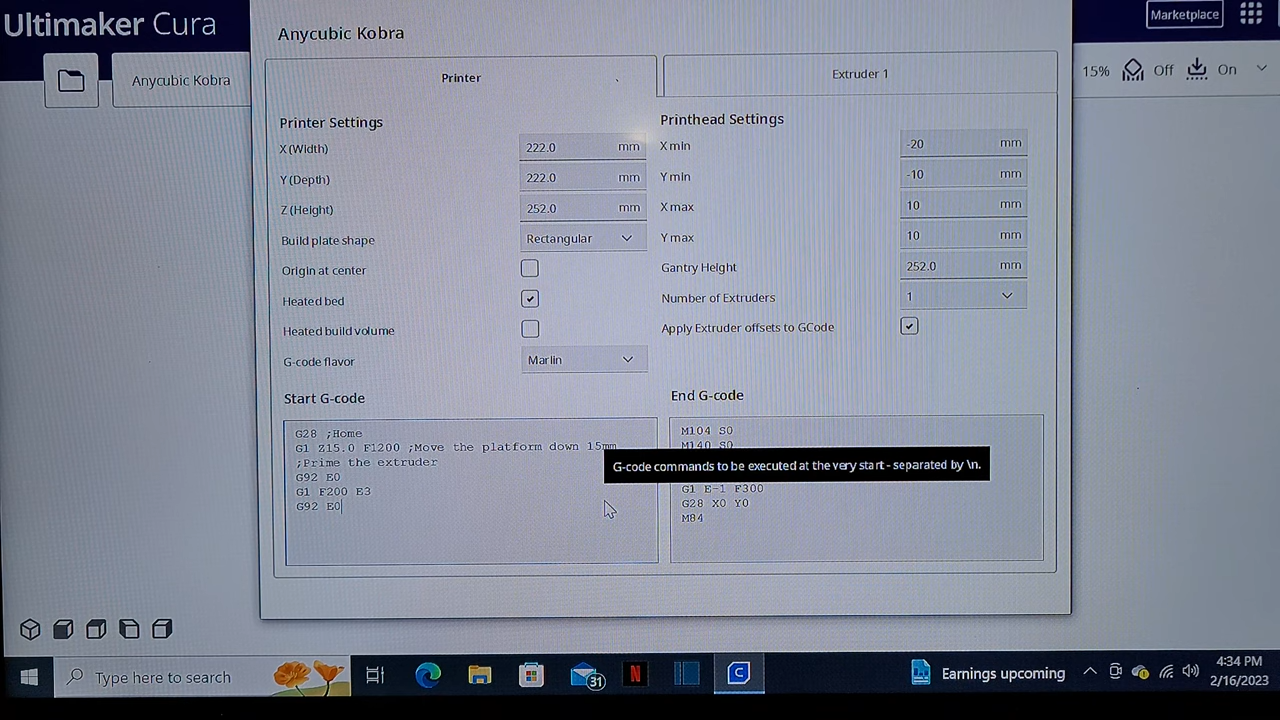 Ultimaker Cura
Marketplace
Anycubic Kobra
Anycubic Kobra
15%
Off
On
Printer
Extruder 1
Printer Settings
X (Width)
222.0 mm
Y (Depth)
222.0 mm
Z (Height)
252.0 mm
Build plate shape
Rectangular
Origin at center
Heated bed
Heated build volume
G-code flavor
Marlin
Printhead Settings
X min
-20 mm
Y min
-10 mm
X max
10 mm
Y max
10 mm
Gantry Height
252.0 mm
Number of Extruders
1
Apply Extruder offsets to GCode
Start G-code
G28 ;Home
G1 Z15.0 F1200 ;Move the platform down 15mm
;Prime the extruder
G92 E0
G1 F200 E3
G92 E0
End G-code
M104 S0
M140 S0
G1 E-1 F300
G28 X0 Y0
M84
G-code commands to be executed at the very start - separated by \n.
Type here to search
31
N
C
Earnings upcoming
4:34 PM
2/16/2023